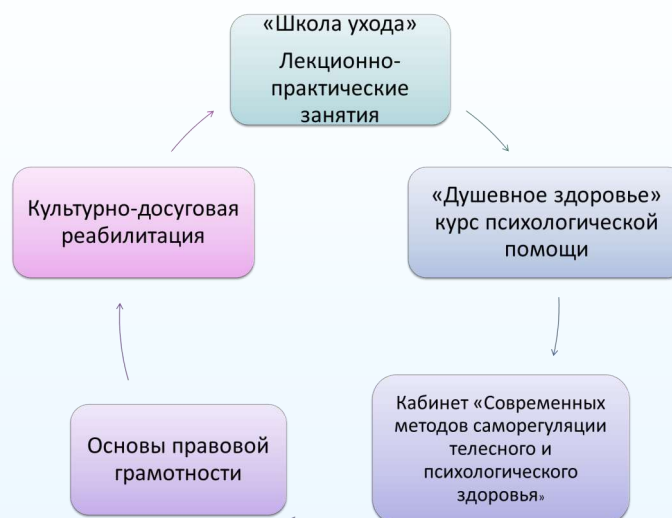 «Школа ухода»
Лекционно-
практические
занятия
«Душевное здоровье»
курс психологической
помощи
Кабинет «Современных
методов саморегуляции
телесного и
психологического
здоровья»
Основы правовой
грамотности
Культурно-досуговая
реабилитация